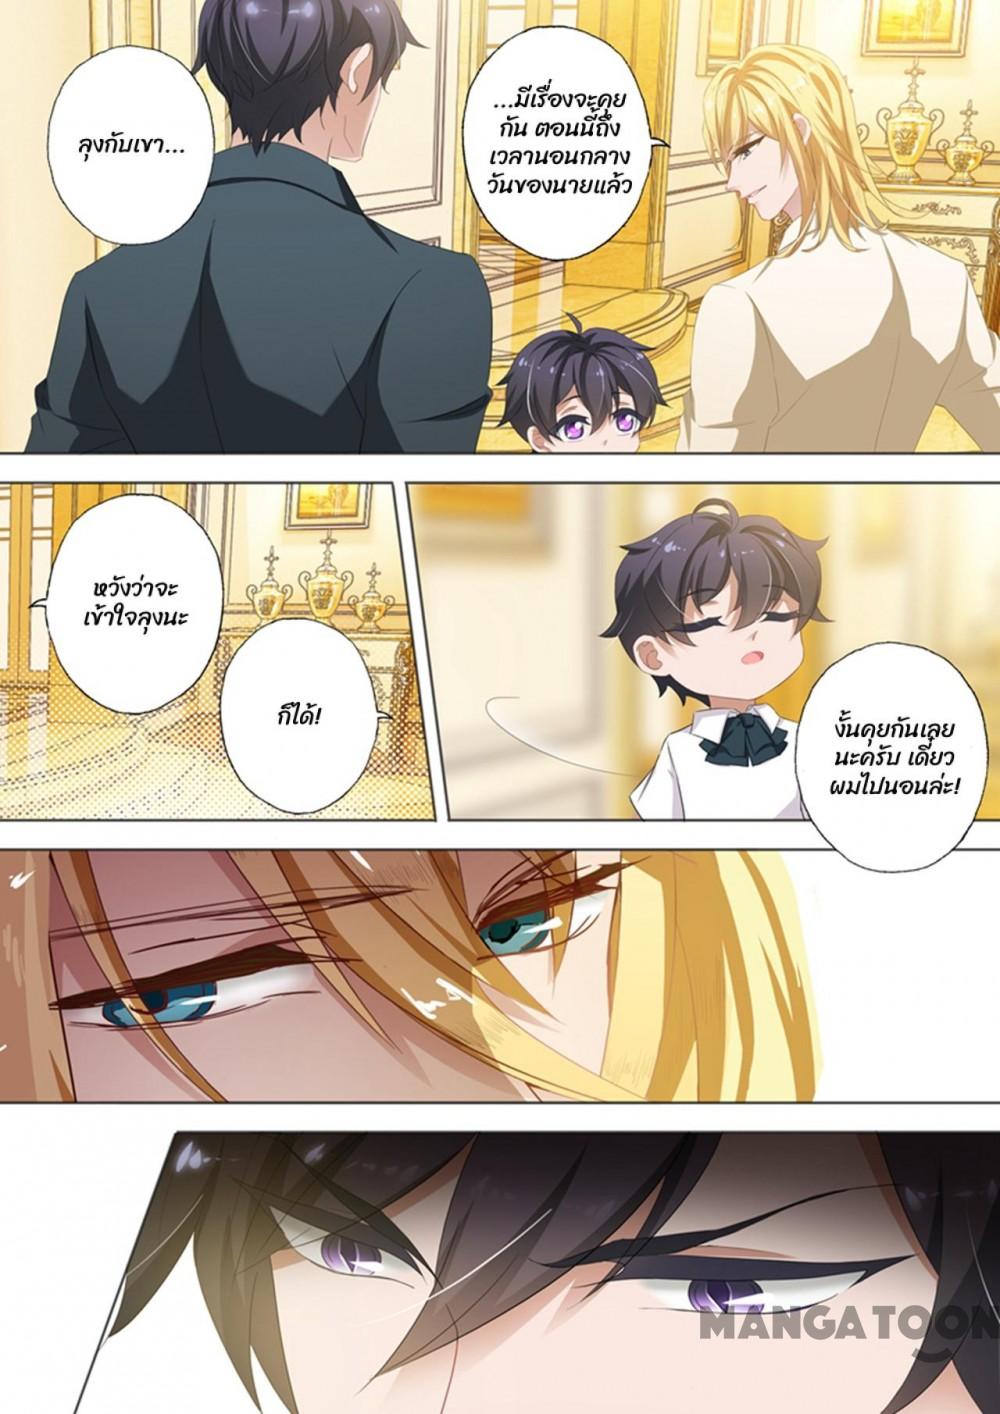 ลุงกับเขา...
...มีเรื่องจะคุย
กัน ตอนนี้ถึง
เวลานอนกลาง
วันของนายแล้ว
หวังว่าจะ
เข้าใจลุงนะ
ก็ได้!
งั้นคุยกันเลย
นะครับ เดี๋ยว
ผมไปนอนล่ะ!
MANGATOON